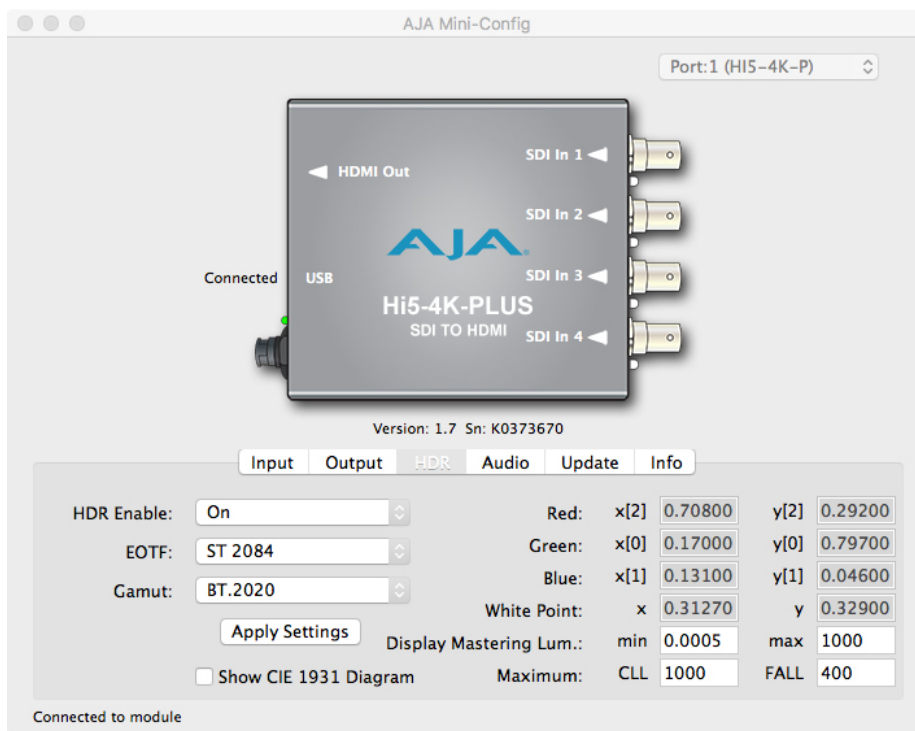 AJA Mini-Config
Port:1 (HI5-4K-P)
SDI In 1
HDMI Out
SDI In 2
AJA®
Connected USB SDI In 3
Hi5-4K-PLUS
SDI TO HDMI
SDI In 4
Version: 1.7 Sn: K0373670
Input Output HDR Audio Update Info
HDR Enable: On Red: x[2] 0.70800 y[2] 0.29200
EOTF: ST 2084 Green: x[0] 0.17000 y[0] 0.79700
Gamut: BT.2020 Blue: x[1] 0.13100 y[1] 0.04600
White Point: x 0.31270 y 0.32900
Apply Settings Display Mastering Lum.: min 0.0005 max 1000
Show CIE 1931 Diagram Maximum: CLL 1000 FALL 400
Connected to module